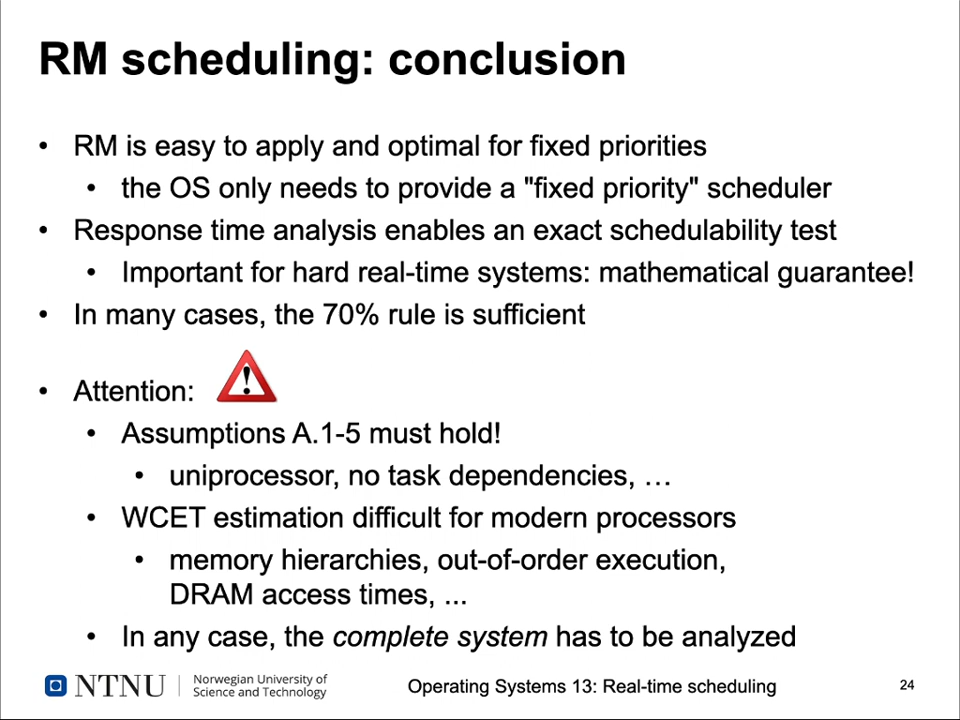 RM scheduling: conclusion
• RM is easy to apply and optimal for fixed priorities
• the OS only needs to provide a "fixed priority" scheduler
• Response time analysis enables an exact schedulability test
• Important for hard real-time systems: mathematical guarantee!
• In many cases, the 70% rule is sufficient
• Attention:
• Assumptions A.1-5 must hold!
• uniprocessor, no task dependencies, …
• WCET estimation difficult for modern processors
• memory hierarchies, out-of-order execution,
DRAM access times, ...
• In any case, the complete system has to be analyzed
NTNU
Norwegian University of
Science and Technology
Operating Systems 13: Real-time scheduling
24